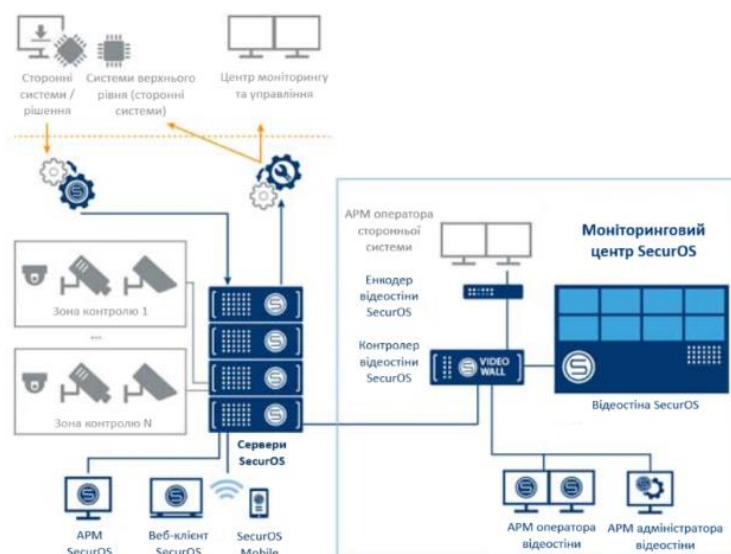 Сторонні
системи /
рішення
Системи верхнього
рівня (сторонні
системи)
Центр моніторингу
та управління
Зона контролю 1
...
Зона контролю N
Сервери
SecurOS
АРМ
SecurOS
Веб-клієнт
SecurOS
SecurOS
Mobile
АРМ оператора
сторонньої
системи
Енкодер
відеостіни
SecurOS
Контролер
відеостіни
SecurOS
VIDEO
WALL
Моніторинговий
центр SecurOS
Відеостіна SecurOS
АРМ оператора
відеостіни
АРМ адміністратора
відеостіни